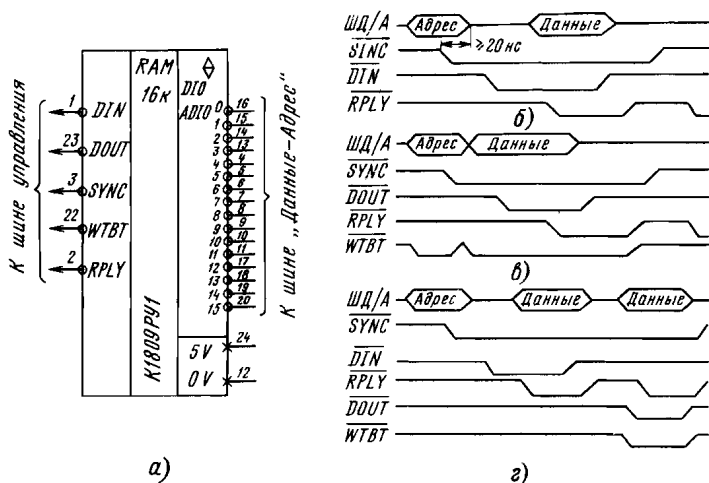 К шине управления
1 DIN
23 DOUT
3 SYNC
22 WTBT
2 RPLY
RAM
16к
К1809РУ1
DIO
ADIO
0 16
1 15
2 14
3 13
4 4
5 5
6 6
7 7
8 8
9 9
10 10
11 11
12 17
13 18
14 19
15 20
5V 24
0V 12
К шине „Данные-Адрес"
а)
ШД/А Адрес Данные
SINC ≥20 нс
DIN
RPLY
б)
ШД/А Адрес Данные
SYNC
DOUT
RPLY
WTBT
в)
ШД/А Адрес Данные Данные
SYNC
DIN
RPLY
DOUT
WTBT
г)